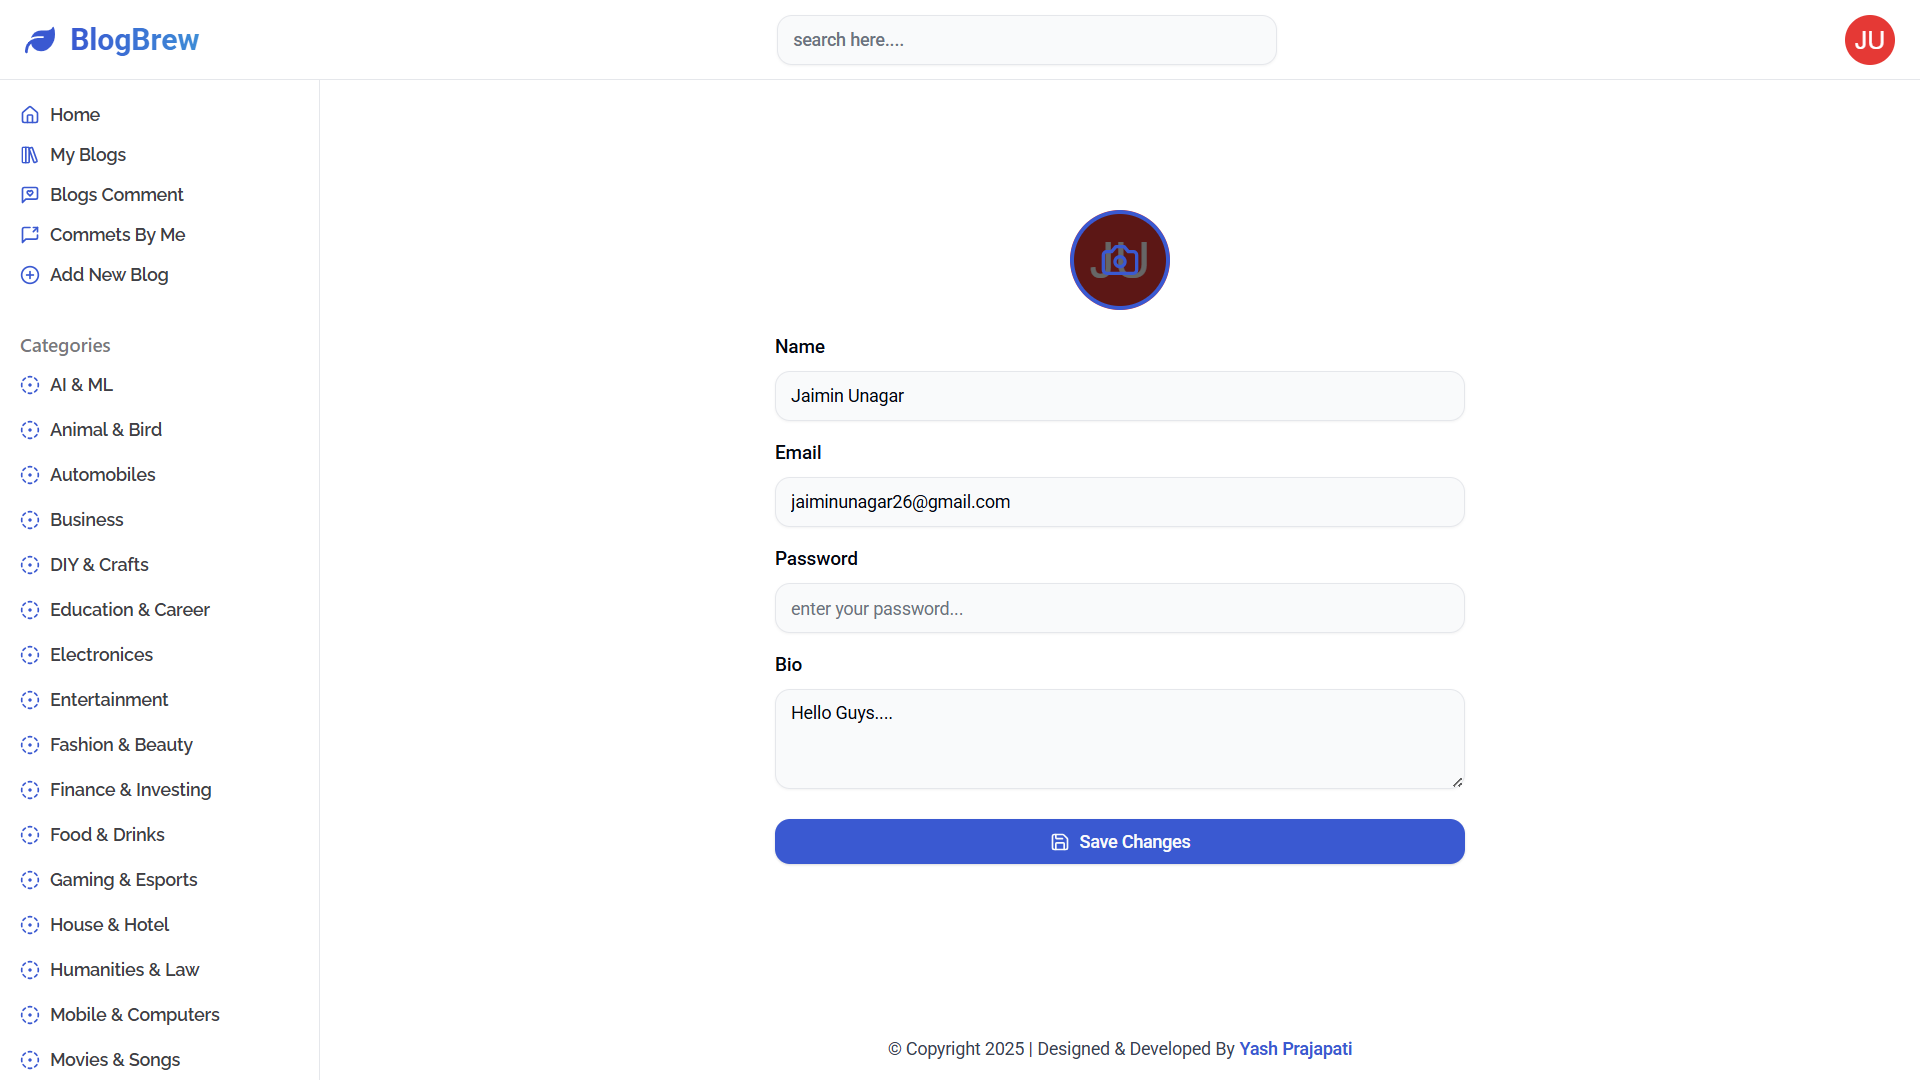 BlogBrew
search here....
JU
Home
My Blogs
Blogs Comment
Commets By Me
Add New Blog
Categories
AI & ML
Animal & Bird
Automobiles
Business
DIY & Crafts
Education & Career
Electronices
Entertainment
Fashion & Beauty
Finance & Investing
Food & Drinks
Gaming & Esports
House & Hotel
Humanities & Law
Mobile & Computers
Movies & Songs
JU
Name
Jaimin Unagar
Email
jaiminunagar26@gmail.com
Password
enter your password...
Bio
Hello Guys....
Save Changes
© Copyright 2025 | Designed & Developed By Yash Prajapati